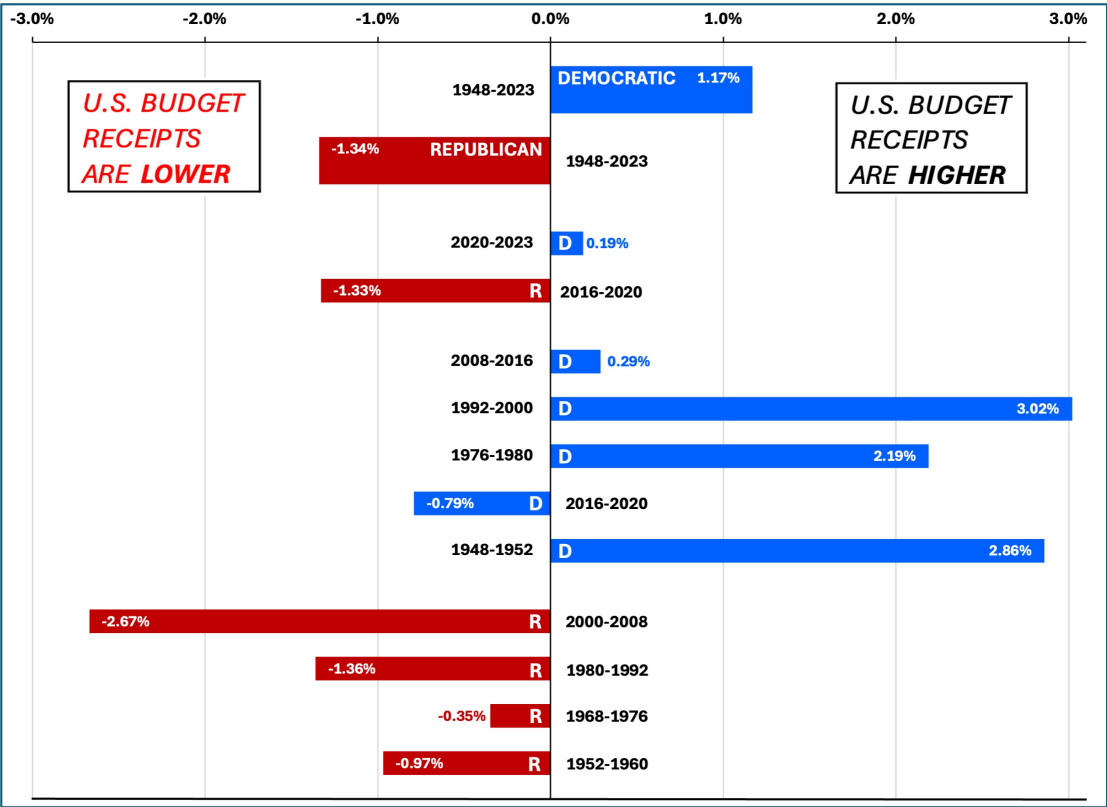 -3.0% -2.0% -1.0% 0.0% 1.0% 2.0% 3.0%
U.S. BUDGET
RECEIPTS
ARE LOWER
U.S. BUDGET
RECEIPTS
ARE HIGHER
1948-2023 DEMOCRATIC 1.17%
-1.34% REPUBLICAN 1948-2023
2020-2023 D 0.19%
-1.33% R 2016-2020
2008-2016 D 0.29%
1992-2000 D 3.02%
1976-1980 D 2.19%
-0.79% D 2016-2020
1948-1952 D 2.86%
-2.67% R 2000-2008
-1.36% R 1980-1992
-0.35% R 1968-1976
-0.97% R 1952-1960